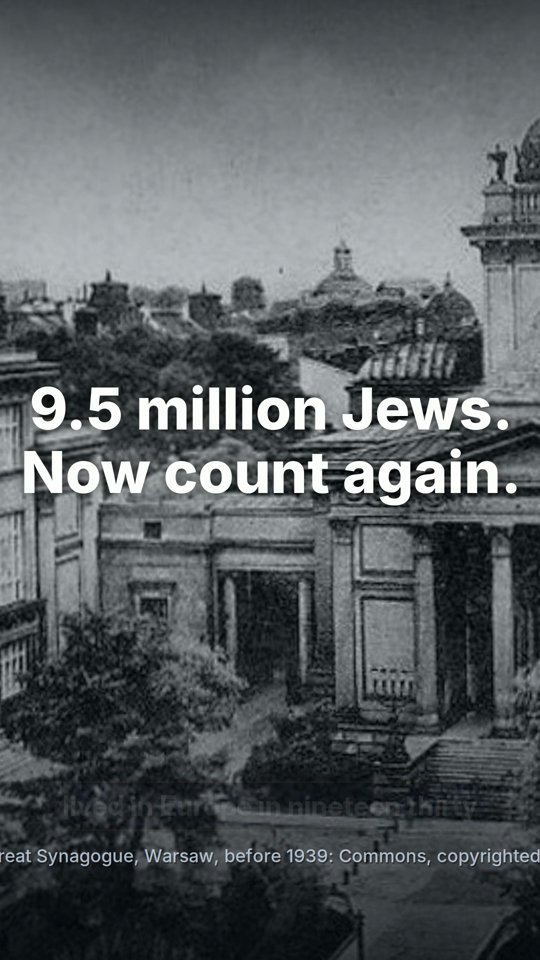 9.5 million Jews.
Now count again.
lived in Europe in nineteen thirty
reat Synagogue, Warsaw, before 1939: Commons, copyrighted